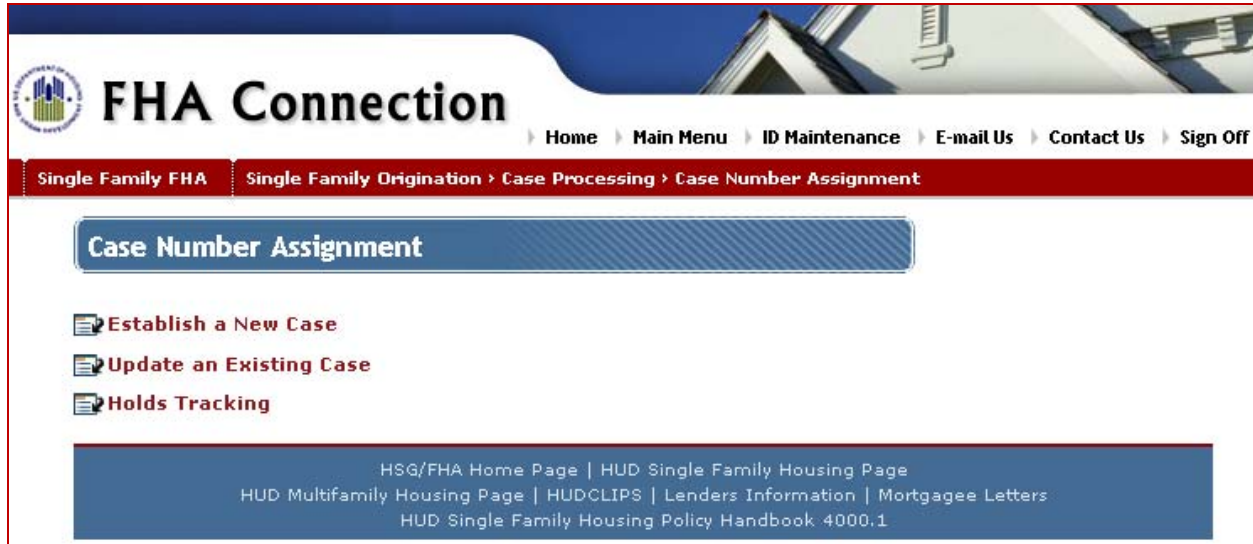 FHA Connection
Home Main Menu ID Maintenance E-mail Us Contact Us Sign Off
Single Family FHA Single Family Origination › Case Processing › Case Number Assignment
Case Number Assignment
Establish a New Case
Update an Existing Case
Holds Tracking
HSG/FHA Home Page | HUD Single Family Housing Page
HUD Multifamily Housing Page | HUDCLIPS | Lenders Information | Mortgagee Letters
HUD Single Family Housing Policy Handbook 4000.1